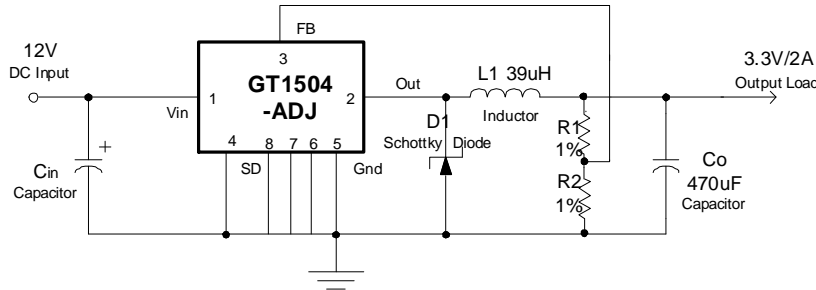 FB
12V
DC Input
3
GT1504
-ADJ
1
2
Vin
Out
L1 39uH
Inductor
3.3V/2A
Output Load
4
8
7
6
5
SD
Gnd
D1
Schottky Diode
R1
1%
R2
1%
Cin
Capacitor
+
Co
470uF
Capacitor